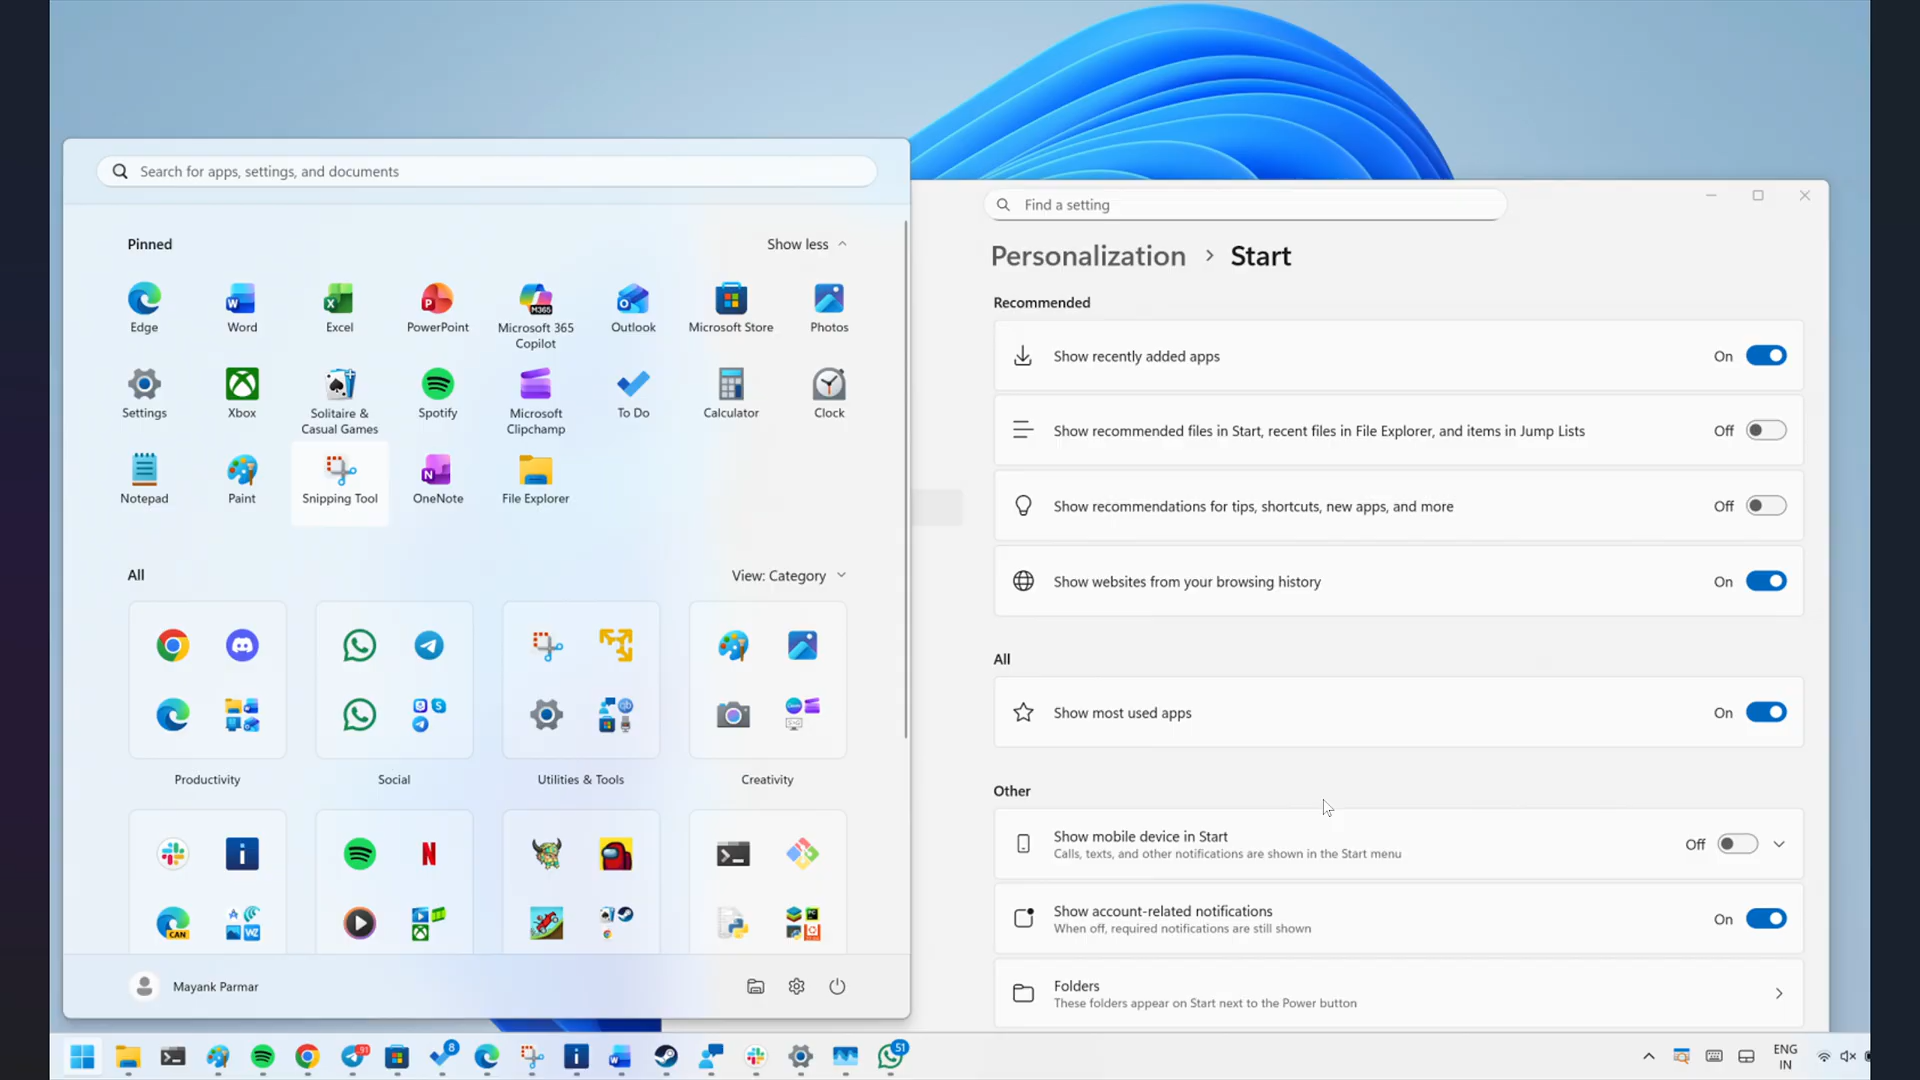 Search for apps, settings, and documents
Pinned
Show less
Edge
Word
Excel
PowerPoint
Microsoft 365
Copilot
Outlook
Microsoft Store
Photos
Settings
Xbox
Solitaire &
Casual Games
Spotify
Microsoft
Clipchamp
To Do
Calculator
Clock
Notepad
Paint
Snipping Tool
OneNote
File Explorer
All
View: Category
Productivity
Social
Utilities & Tools
Creativity
CAN
Mayank Parmar
Find a setting
Personalization > Start
Recommended
Show recently added apps
On
Show recommended files in Start, recent files in File Explorer, and items in Jump Lists
Off
Show recommendations for tips, shortcuts, new apps, and more
Off
Show websites from your browsing history
On
All
Show most used apps
On
Other
Show mobile device in Start
Calls, texts, and other notifications are shown in the Start menu
Off
Show account-related notifications
When off, required notifications are still shown
On
Folders
These folders appear on Start next to the Power button
91
8
51
ENG
IN